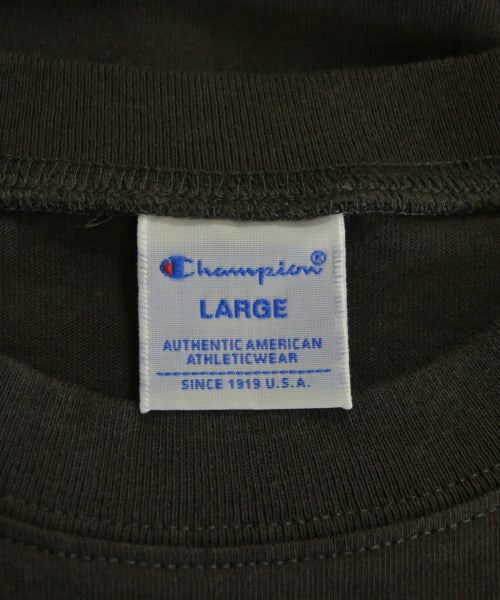 Champion®
LARGE
AUTHENTIC AMERICAN
ATHLETICWEAR
SINCE 1919 U.S.A.